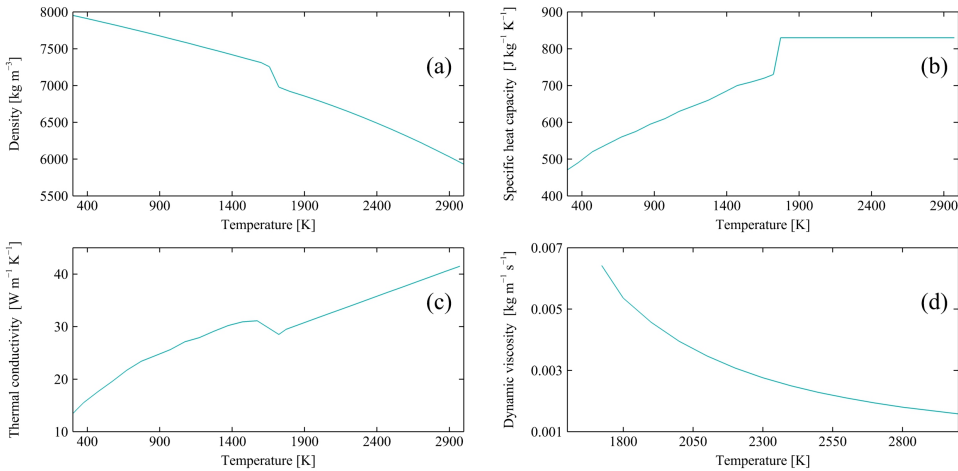 8000
7500
7000
6500
6000
5500
Density [kg m⁻³]
(a)
400 900 1400 1900 2400 2900
Temperature [K]
900
800
700
600
500
400
Specific heat capacity [J kg⁻¹ K⁻¹]
(b)
400 900 1400 1900 2400 2900
Temperature [K]
40
30
20
10
Thermal conductivity [W m⁻¹ K⁻¹]
(c)
400 900 1400 1900 2400 2900
Temperature [K]
0.007
0.005
0.003
0.001
Dynamic viscosity [kg m⁻¹ s⁻¹]
(d)
1800 2050 2300 2550 2800
Temperature [K]